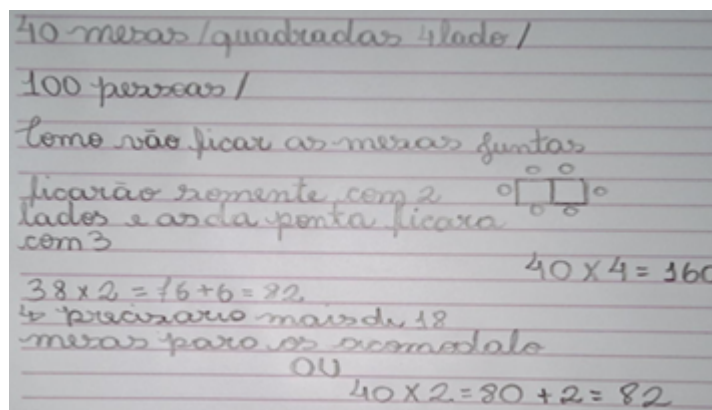 40 mesas / quadradas 4 lado /
100 pessoas /
Como vão ficar as mesas juntas
ficarão somente com 2
lados e as da ponta ficara
com 3
40 x 4 = 160
38 x 2 = 76 + 6 = 82
↳ precisaria mais de 18
mesas para os acomodalo
OU
40 x 2 = 80 + 2 = 82